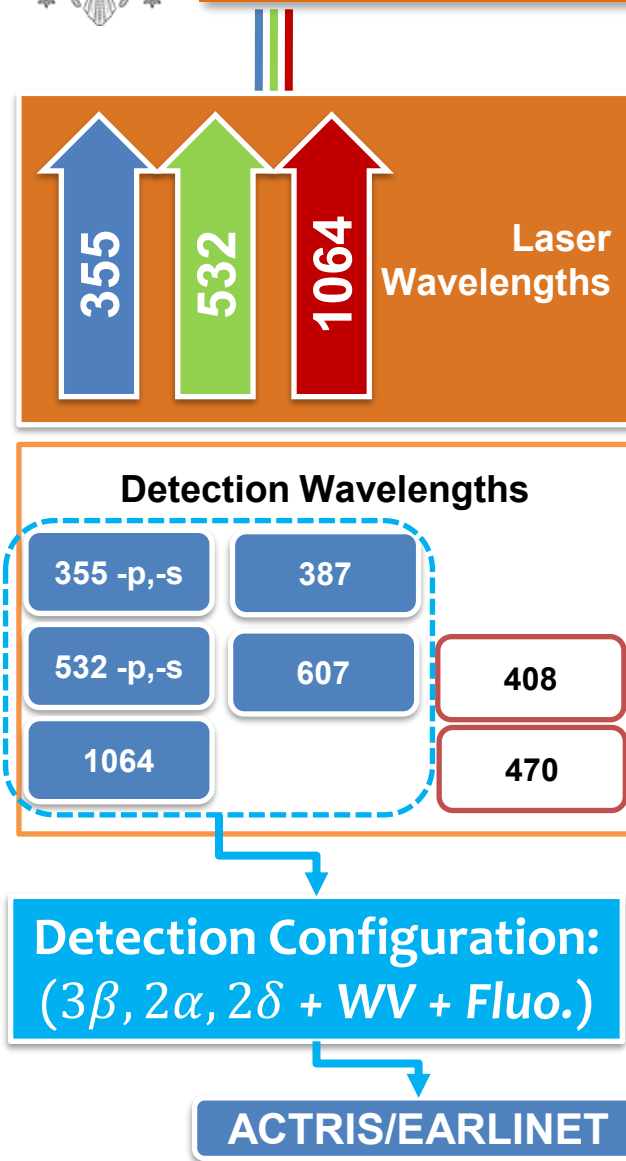 355
532
1064
Laser
Wavelengths
Detection Wavelengths
355 -p,-s
387
532 -p,-s
607
408
1064
470
Detection Configuration:
(3β, 2α, 2δ + WV + Fluo.)
ACTRIS/EARLINET